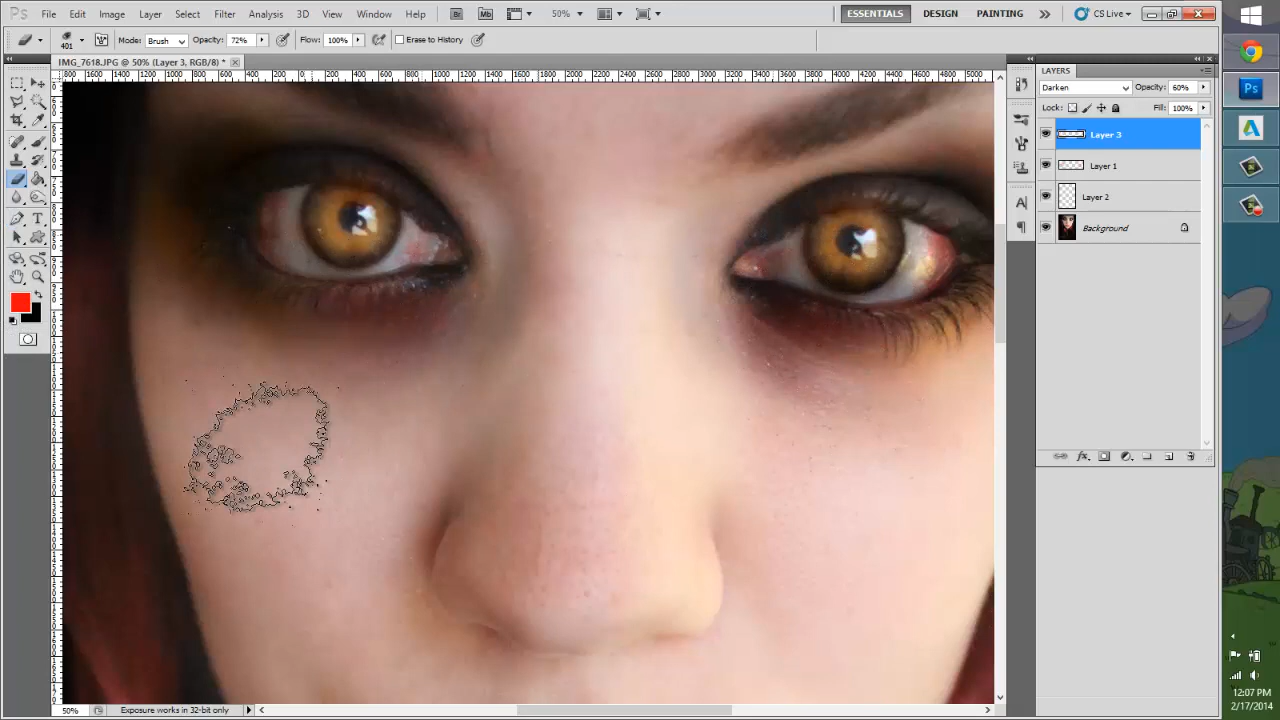 Ps File Edit Image Layer Select Filter Analysis 3D View Window Help Br Mb 50% ESSENTIALS DESIGN PAINTING CS Live
401 Mode: Brush Opacity: 72% Flow: 100% Erase to History
IMG_7618.JPG @ 50% (Layer 3, RGB/8) *
LAYERS
Darken Opacity: 60%
Lock: Fill: 100%
Layer 3
Layer 1
Layer 2
Background
50% Exposure works in 32-bit only
12:07 PM
2/17/2014